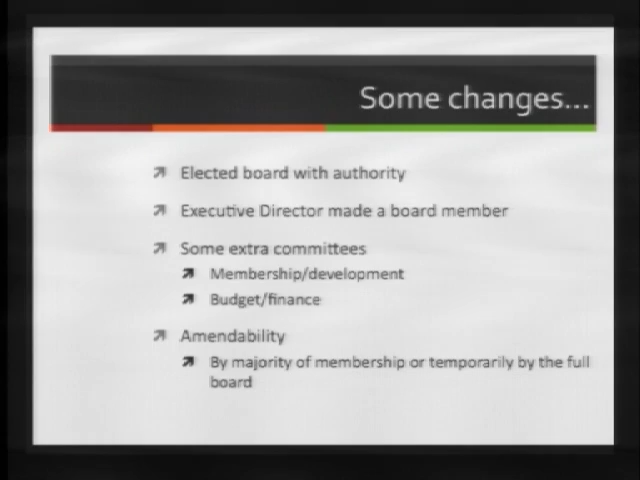 Some changes...
Elected board with authority
Executive Director made a board member
Some extra committees
Membership/development
Budget/finance
Amendability
By majority of membership or temporarily by the full
board